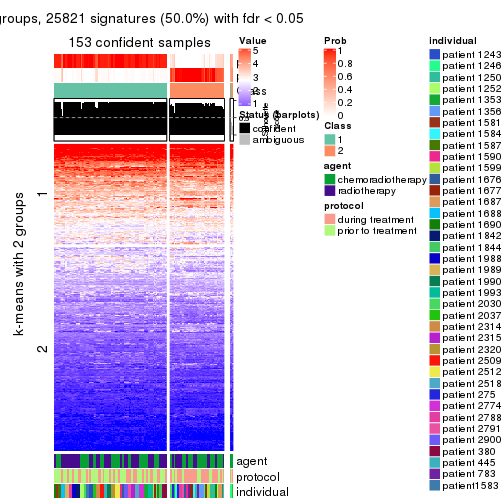 groups, 25821 signatures (50.0%) with fdr < 0.05
153 confident samples
k-means with 2 groups
1
2
agent
protocol
individual
Value
5
4
3
2
1
Status (barplots)
confident
ambiguous
Prob
1
0.8
0.6
0.4
0.2
0
Class
1
2
agent
chemoradiotherapy
radiotherapy
protocol
during treatment
prior to treatment
individual
patient 1243
patient 1246
patient 1250
patient 1252
patient 1353
patient 1356
patient 1581
patient 1584
patient 1587
patient 1590
patient 1599
patient 1676
patient 1677
patient 1687
patient 1688
patient 1690
patient 1842
patient 1844
patient 1988
patient 1989
patient 1990
patient 1993
patient 2030
patient 2037
patient 2314
patient 2315
patient 2320
patient 2509
patient 2512
patient 2518
patient 275
patient 2774
patient 2788
patient 2791
patient 2900
patient 380
patient 445
patient 783
patient1583